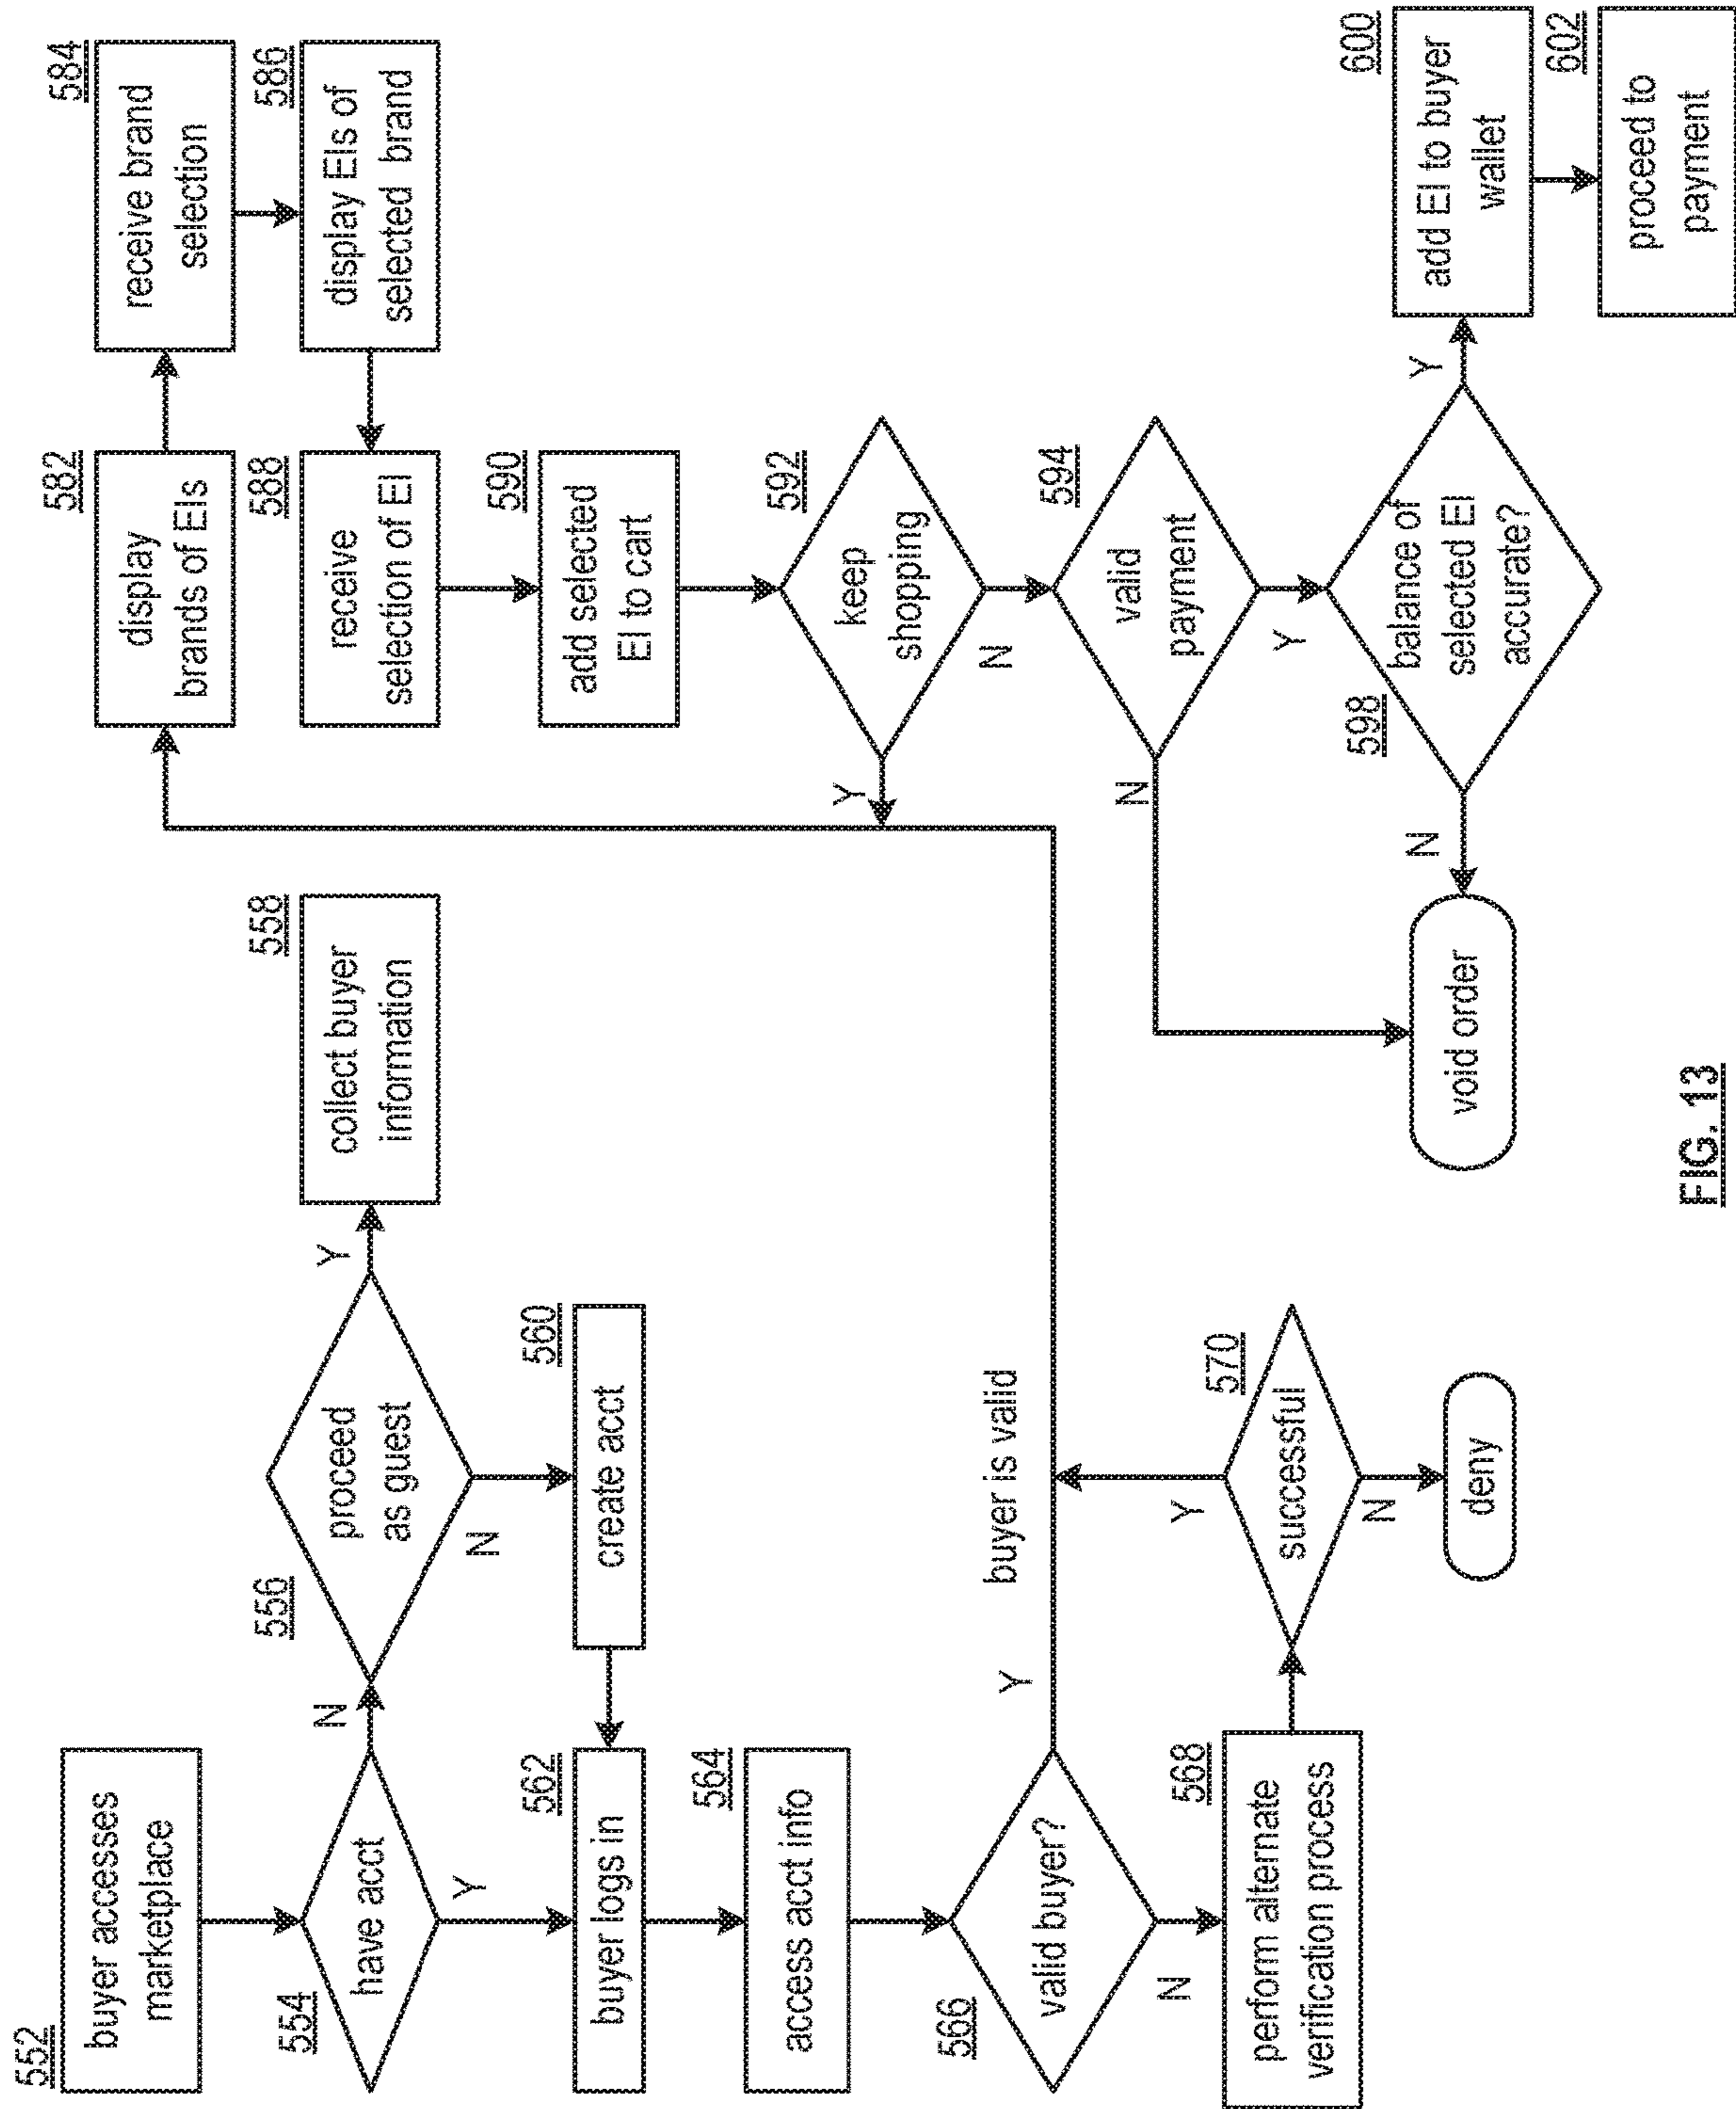 552
buyer accesses
marketplace
554
have acct
N
Y
556
proceed
as guest
Y
N
558
collect buyer
information
560
create acct
562
buyer logs in
564
access acct info
566
valid buyer?
Y
buyer is valid
N
568
perform alternate
verification process
570
successful
Y
N
deny
582
display
brands of EIs
584
receive brand
selection
586
display EIs of
selected brand
588
receive
selection of EI
590
add selected
EI to cart
592
keep
shopping
Y
N
594
valid
payment
N
Y
598
balance of
selected EI
accurate?
N
Y
void order
600
add EI to buyer
wallet
602
proceed to
payment
FIG. 13